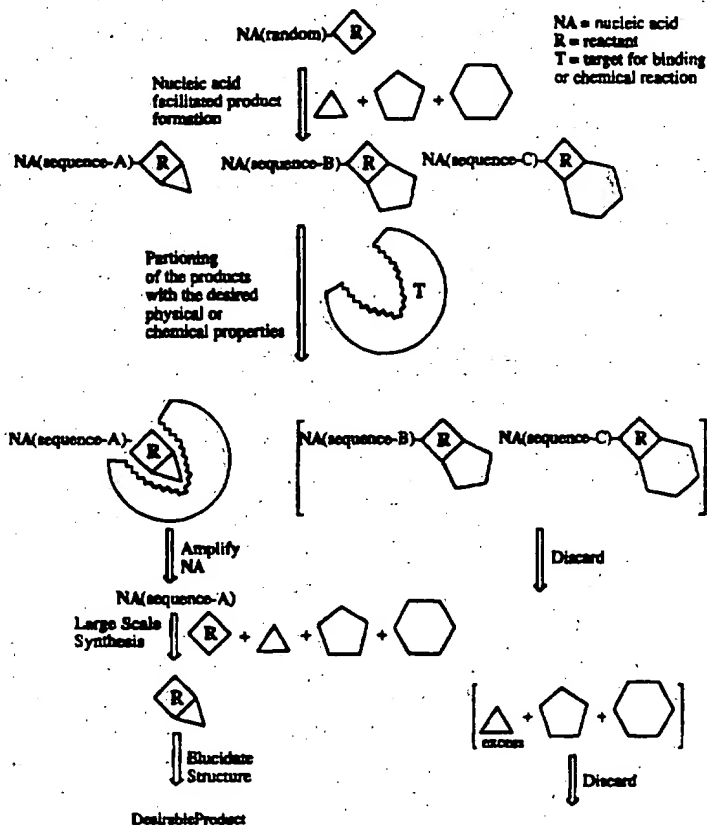 NA(random)-R
NA = nucleic acid
R = reactant
T = target for binding
or chemical reaction
Nucleic acid
facilitated product
formation
+ +
NA(sequence-A)-R
NA(sequence-B)-R
NA(sequence-C)-R
Partioning
of the products
with the desired
physical or
chemical properties
T
NA(sequence-A)-R
NA(sequence-B)-R
NA(sequence-C)-R
Amplify
NA
Discard
NA(sequence-A)
Large Scale
Synthesis
R + + +
R
+ +
excess
Elucidate
Structure
Discard
DesirableProduct